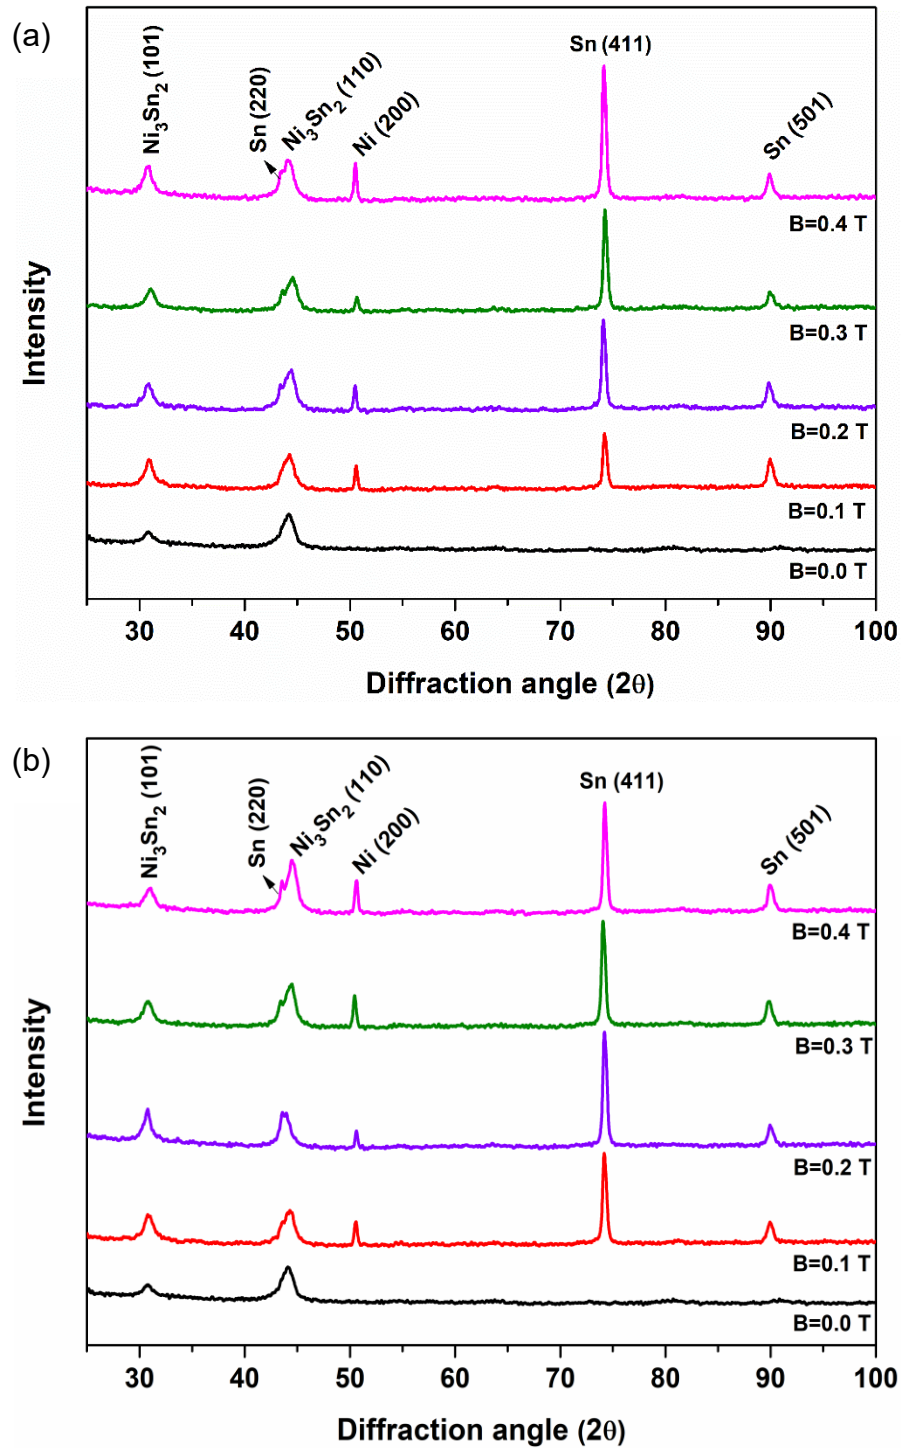 (a)
Ni₃Sn₂ (101)
Sn (220)
Ni₃Sn₂ (110)
Ni (200)
Sn (411)
Sn (501)
B=0.4 T
B=0.3 T
B=0.2 T
B=0.1 T
B=0.0 T
Intensity
30 40 50 60 70 80 90 100
Diffraction angle (2θ)
(b)
Ni₃Sn₂ (101)
Sn (220)
Ni₃Sn₂ (110)
Ni (200)
Sn (411)
Sn (501)
B=0.4 T
B=0.3 T
B=0.2 T
B=0.1 T
B=0.0 T
Intensity
30 40 50 60 70 80 90 100
Diffraction angle (2θ)